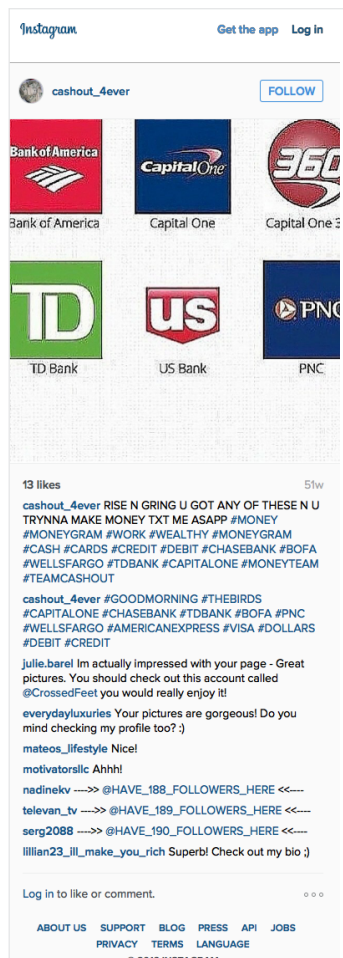 Instagram
Get the app Log in
cashout_4ever FOLLOW
Bank of America
CapitalOne
360
Bank of America Capital One Capital One 3
TD
us
PNC
TD Bank US Bank PNC
13 likes 51w
cashout_4ever RISE N GRING U GOT ANY OF THESE N U
TRYNNA MAKE MONEY TXT ME ASAPP #MONEY
#MONEYGRAM #WORK #WEALTHY #MONEYGRAM
#CASH #CARDS #CREDIT #DEBIT #CHASEBANK #BOFA
#WELLSFARGO #TDBANK #CAPITALONE #MONEYTEAM
#TEAMCASHOUT
cashout_4ever #GOODMORNING #THEBIRDS
#CAPITALONE #CHASEBANK #TDBANK #BOFA #PNC
#WELLSFARGO #AMERICANEXPRESS #VISA #DOLLARS
#DEBIT #CREDIT
julie.barel Im actually impressed with your page - Great
pictures. You should check out this account called
@CrossedFeet you would really enjoy it!
everydayluxuries Your pictures are gorgeous! Do you
mind checking my profile too? :)
mateos_lifestyle Nice!
motivatorsllc Ahhh!
nadinekv ---->> @HAVE_188_FOLLOWERS_HERE <<----
televan_tv ---->> @HAVE_189_FOLLOWERS_HERE <<----
serg2088 ---->> @HAVE_190_FOLLOWERS_HERE <<----
lillian23_ill_make_you_rich Superb! Check out my bio ;)
Log in to like or comment.
ABOUT US SUPPORT BLOG PRESS API JOBS
PRIVACY TERMS LANGUAGE